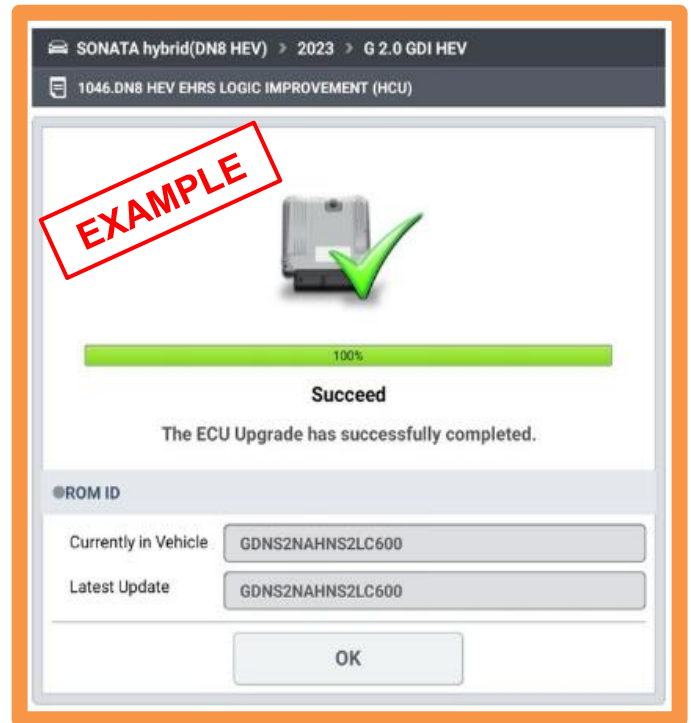 SONATA hybrid(DN8 HEV) > 2023 > G 2.0 GDI HEV
1046.DN8 HEV EHRS LOGIC IMPROVEMENT (HCU)
EXAMPLE
100%
Succeed
The ECU Upgrade has successfully completed.
ROM ID
Currently in Vehicle GDNS2NAHNS2LC600
Latest Update GDNS2NAHNS2LC600
OK